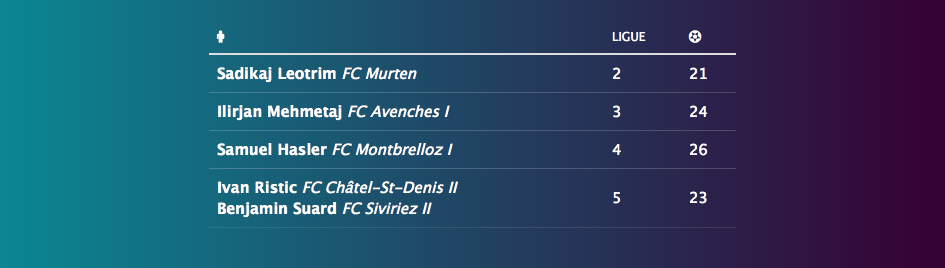 LIGUE
Sadikaj Leotrim FC Murten 2 21
Ilirjan Mehmetaj FC Avenches I 3 24
Samuel Hasler FC Montbrelloz I 4 26
Ivan Ristic FC Châtel-St-Denis II
Benjamin Suard FC Siviriez II 5 23